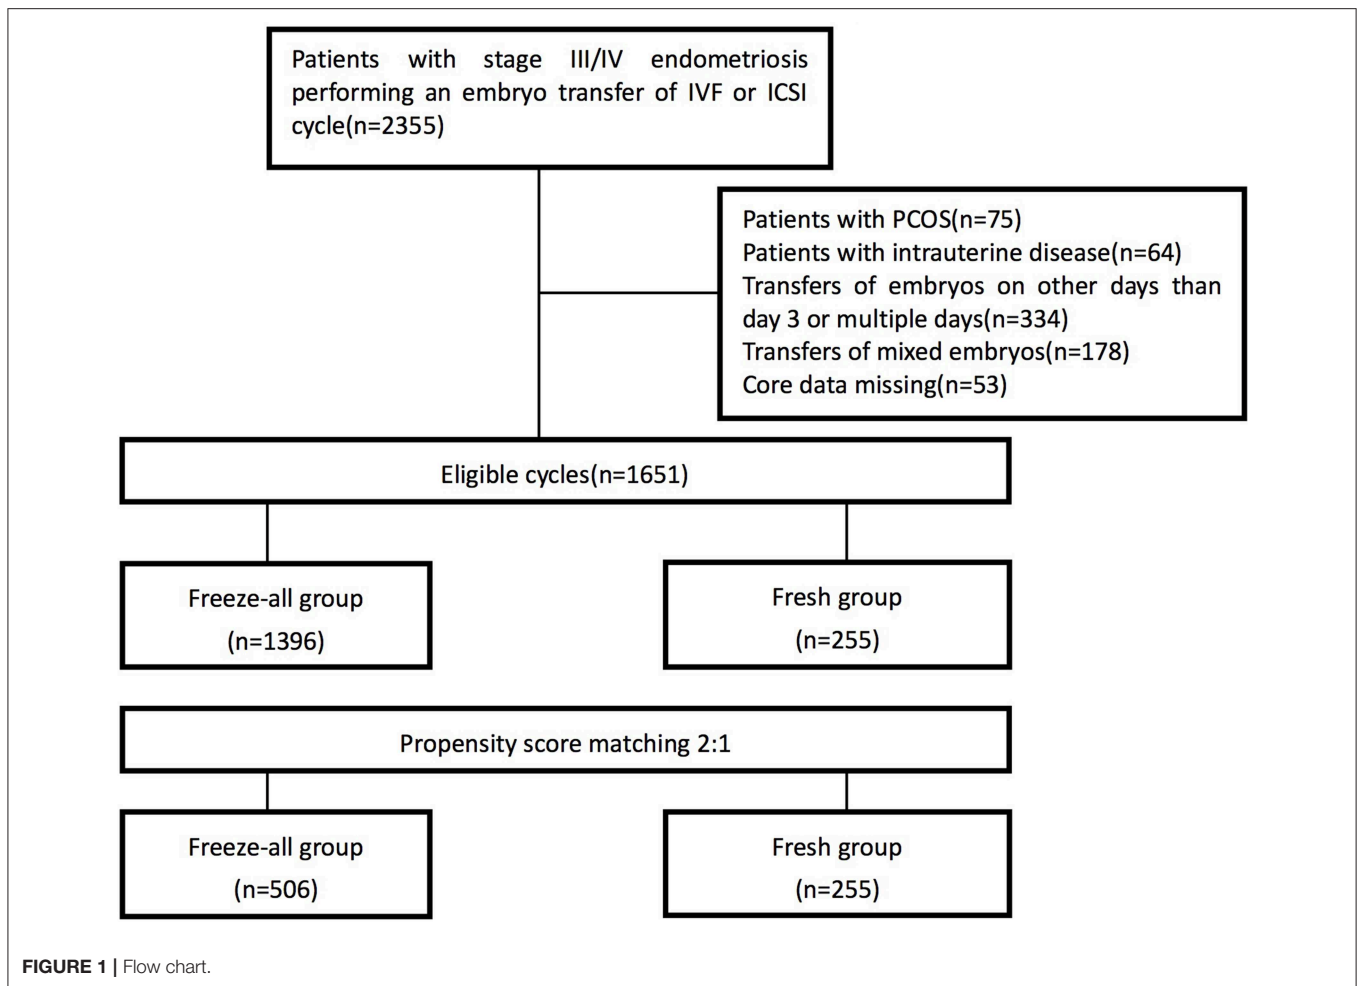 Patients with stage III/IV endometriosis
performing an embryo transfer of IVF or ICSI
cycle(n=2355)
Patients with PCOS(n=75)
Patients with intrauterine disease(n=64)
Transfers of embryos on other days than
day 3 or multiple days(n=334)
Transfers of mixed embryos(n=178)
Core data missing(n=53)
Eligible cycles(n=1651)
Freeze-all group
(n=1396)
Fresh group
(n=255)
Propensity score matching 2:1
Freeze-all group
(n=506)
Fresh group
(n=255)
FIGURE 1 | Flow chart.